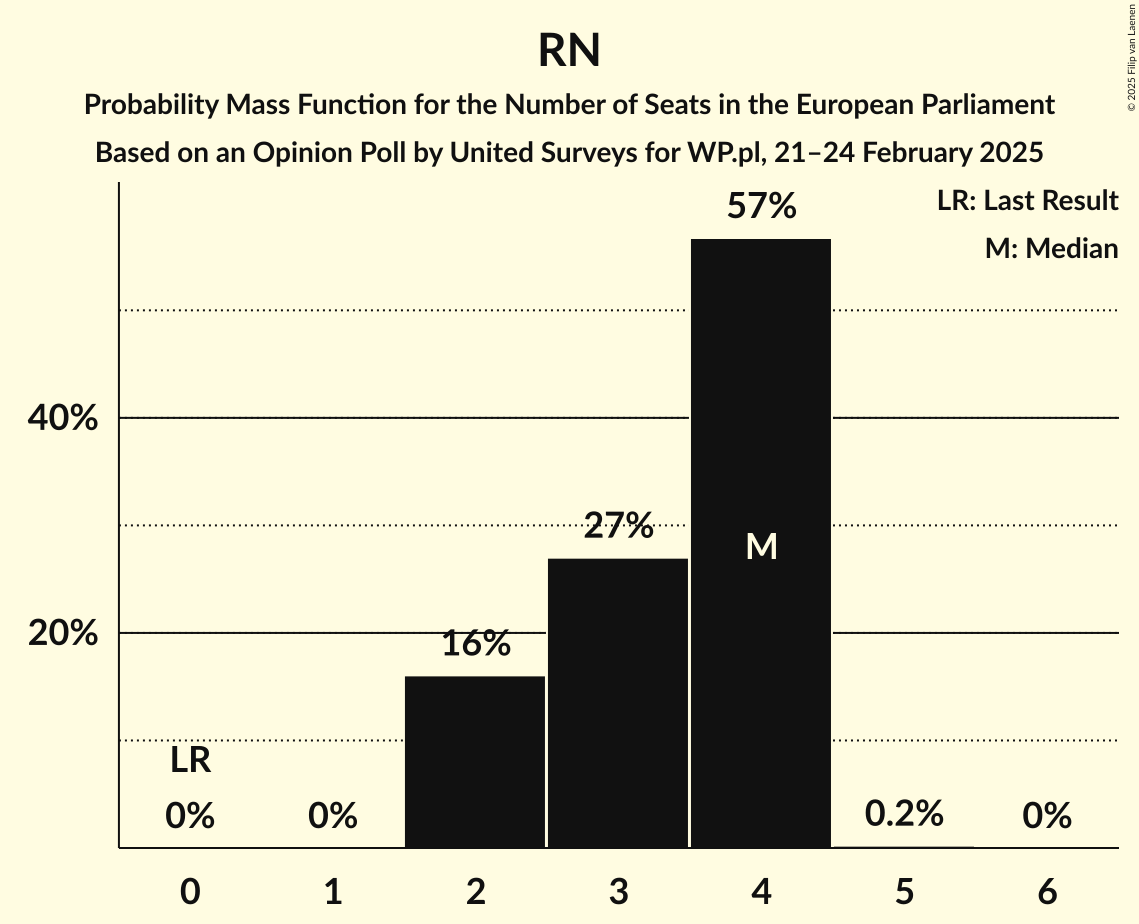 RN
Probability Mass Function for the Number of Seats in the European Parliament
Based on an Opinion Poll by United Surveys for WP.pl, 21–24 February 2025
© 2025 Filip van Laenen
LR: Last Result
M: Median
57%
40%
27%
M
20%
16%
LR
0%
0%
0.2%
0%
0
1
2
3
4
5
6